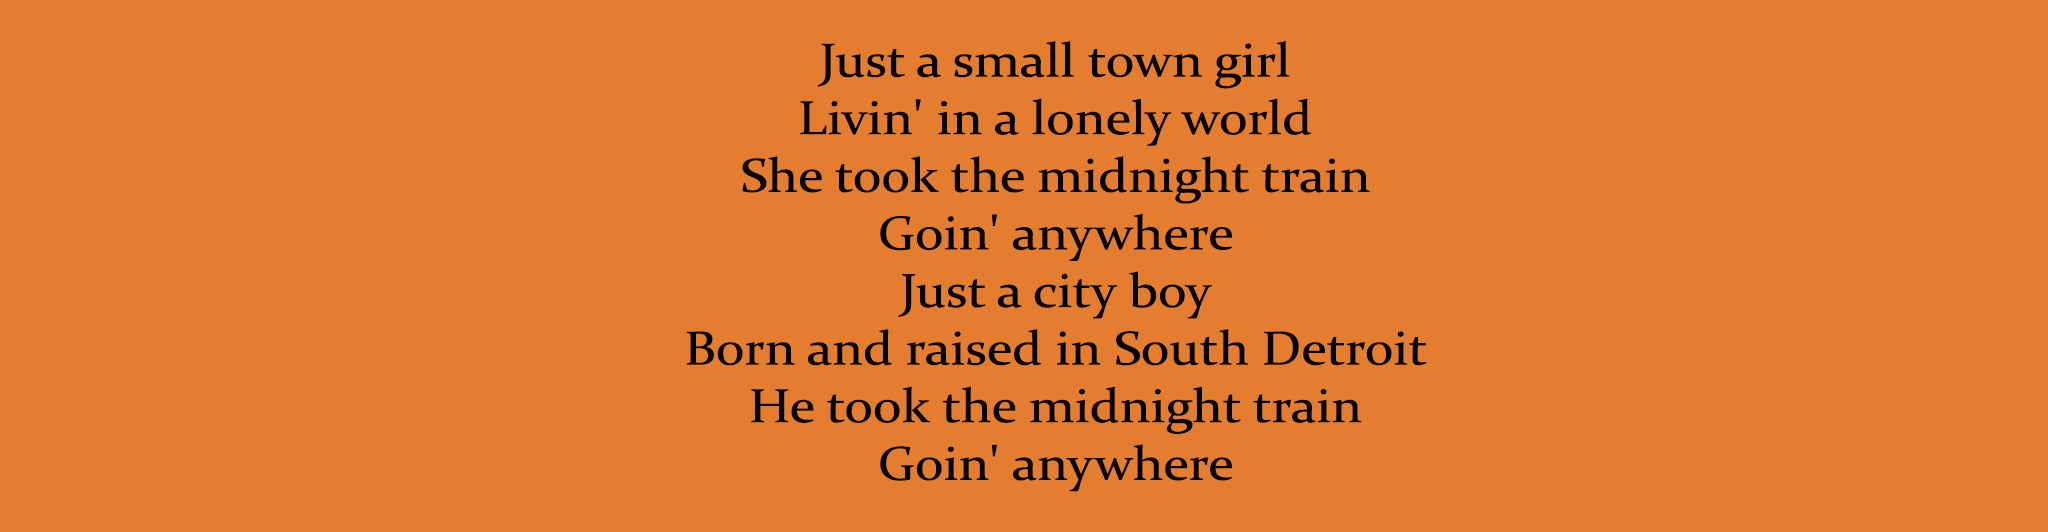 Just a small town girl
Livin' in a lonely world
She took the midnight train
Goin' anywhere
Just a city boy
Born and raised in South Detroit
He took the midnight train
Goin' anywhere